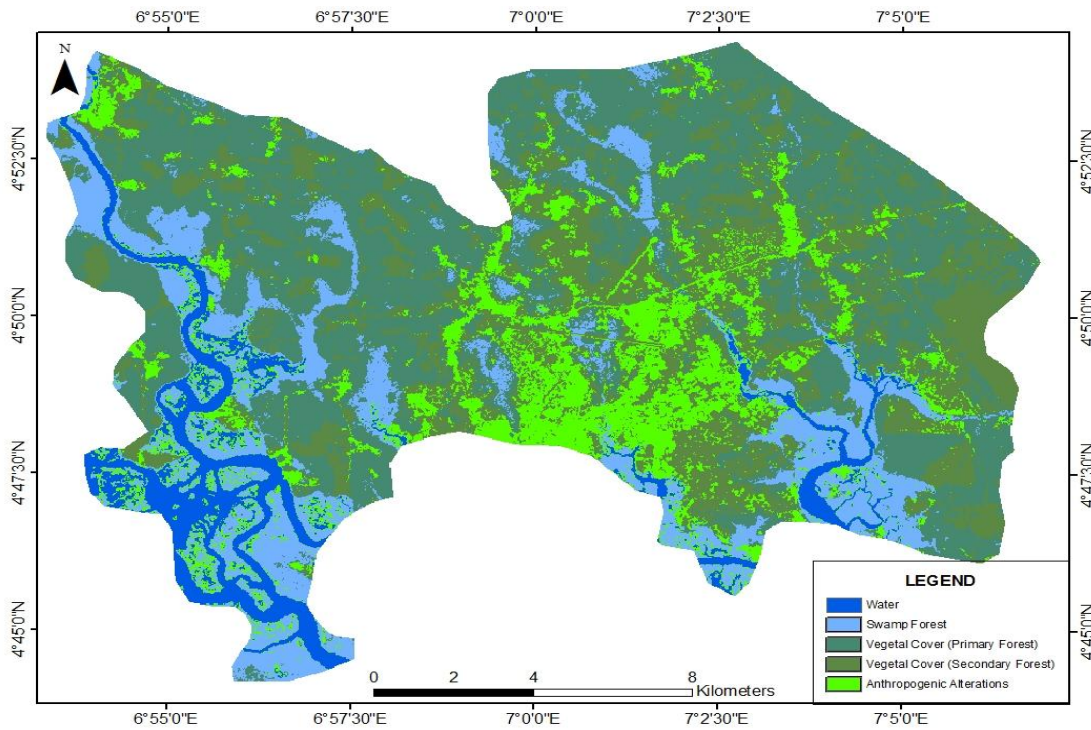 6°55'0"E 6°57'30"E 7°0'0"E 7°2'30"E 7°5'0"E
N
4°52'30"N 4°52'30"N
4°50'0"N 4°50'0"N
4°47'30"N 4°47'30"N
4°45'0"N 4°45'0"N
LEGEND
Water
Swamp Forest
Vegetal Cover (Primary Forest)
Vegetal Cover (Secondary Forest)
Anthropogenic Alterations
0 2 4 8
Kilometers
6°55'0"E 6°57'30"E 7°0'0"E 7°2'30"E 7°5'0"E